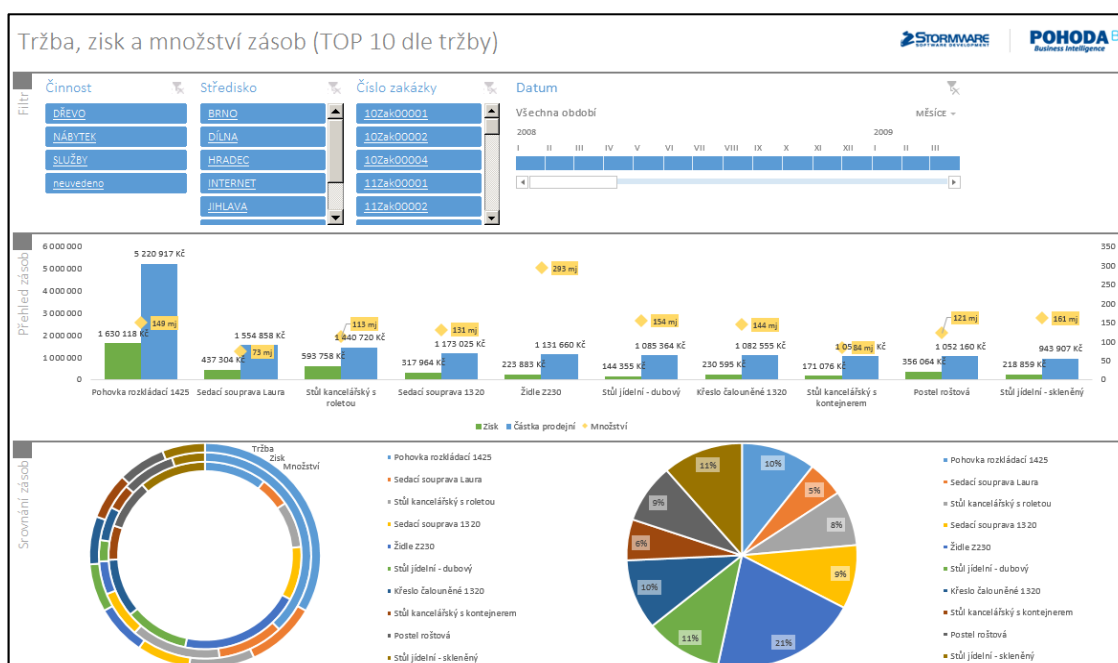 Tržba, zisk a množství zásob (TOP 10 dle tržby)
STORMWARE
SOFTWARE DEVELOPMENT
POHODA B
Business Intelligence
Filtr
Činnost
DŘEVO
NÁBYTEK
SLUŽBY
neuvedeno
Středisko
BRNO
DÍLNA
HRADEC
INTERNET
JIHLAVA
Číslo zakázky
10Zak00001
10Zak00002
10Zak00004
11Zak00001
11Zak00002
Datum
Všechna období
MĚSÍCE
2008 2009
I II III IV V VI VII VIII IX X XI XII I II III
Přehled zásob
6 000 000
5 000 000
4 000 000
3 000 000
2 000 000
1 000 000
0
350
300
250
200
150
100
50
0
1 630 118 Kč
5 220 917 Kč
149 mj
437 304 Kč
1 554 858 Kč
73 mj
593 758 Kč
1 440 720 Kč
113 mj
317 964 Kč
1 173 025 Kč
131 mj
223 883 Kč
1 131 660 Kč
293 mj
144 355 Kč
1 085 364 Kč
154 mj
230 595 Kč
1 082 555 Kč
144 mj
171 076 Kč
84 mj
356 064 Kč
1 052 160 Kč
121 mj
218 859 Kč
943 907 Kč
161 mj
Pohovka rozkládací 1425
Sedací souprava Laura
Stůl kancelářský s
roletou
Sedací souprava 1320
Židle Z230
Stůl jídelní - dubový
Křeslo čalouněné 1320
Stůl kancelářský s
kontejnerem
Postel roštová
Stůl jídelní - skleněný
Zisk Částka prodejní Množství
Srovnání zásob
Tržba
Zisk
Množství
Pohovka rozkládací 1425
Sedací souprava Laura
Stůl kancelářský s roletou
Sedací souprava 1320
Židle Z230
Stůl jídelní - dubový
Křeslo čalouněné 1320
Stůl kancelářský s kontejnerem
Postel roštová
Stůl jídelní - skleněný
10%
5%
8%
9%
21%
11%
10%
6%
9%
11%
Pohovka rozkládací 1425
Sedací souprava Laura
Stůl kancelářský s roletou
Sedací souprava 1320
Židle Z230
Stůl jídelní - dubový
Křeslo čalouněné 1320
Stůl kancelářský s kontejnerem
Postel roštová
Stůl jídelní - skleněný